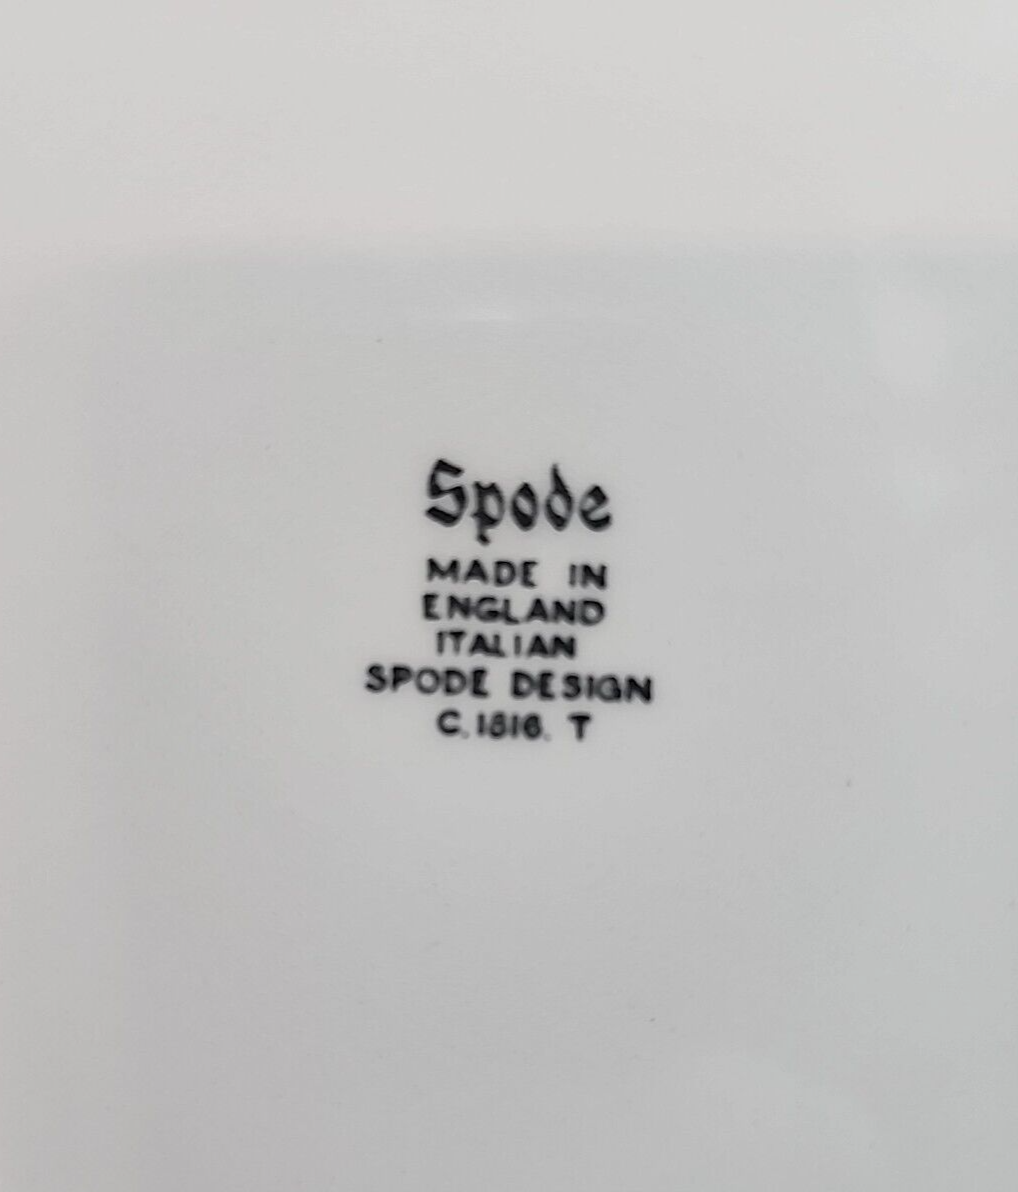 Spode
MADE IN
ENGLAND
ITALIAN
SPODE DESIGN
C. 1816. T